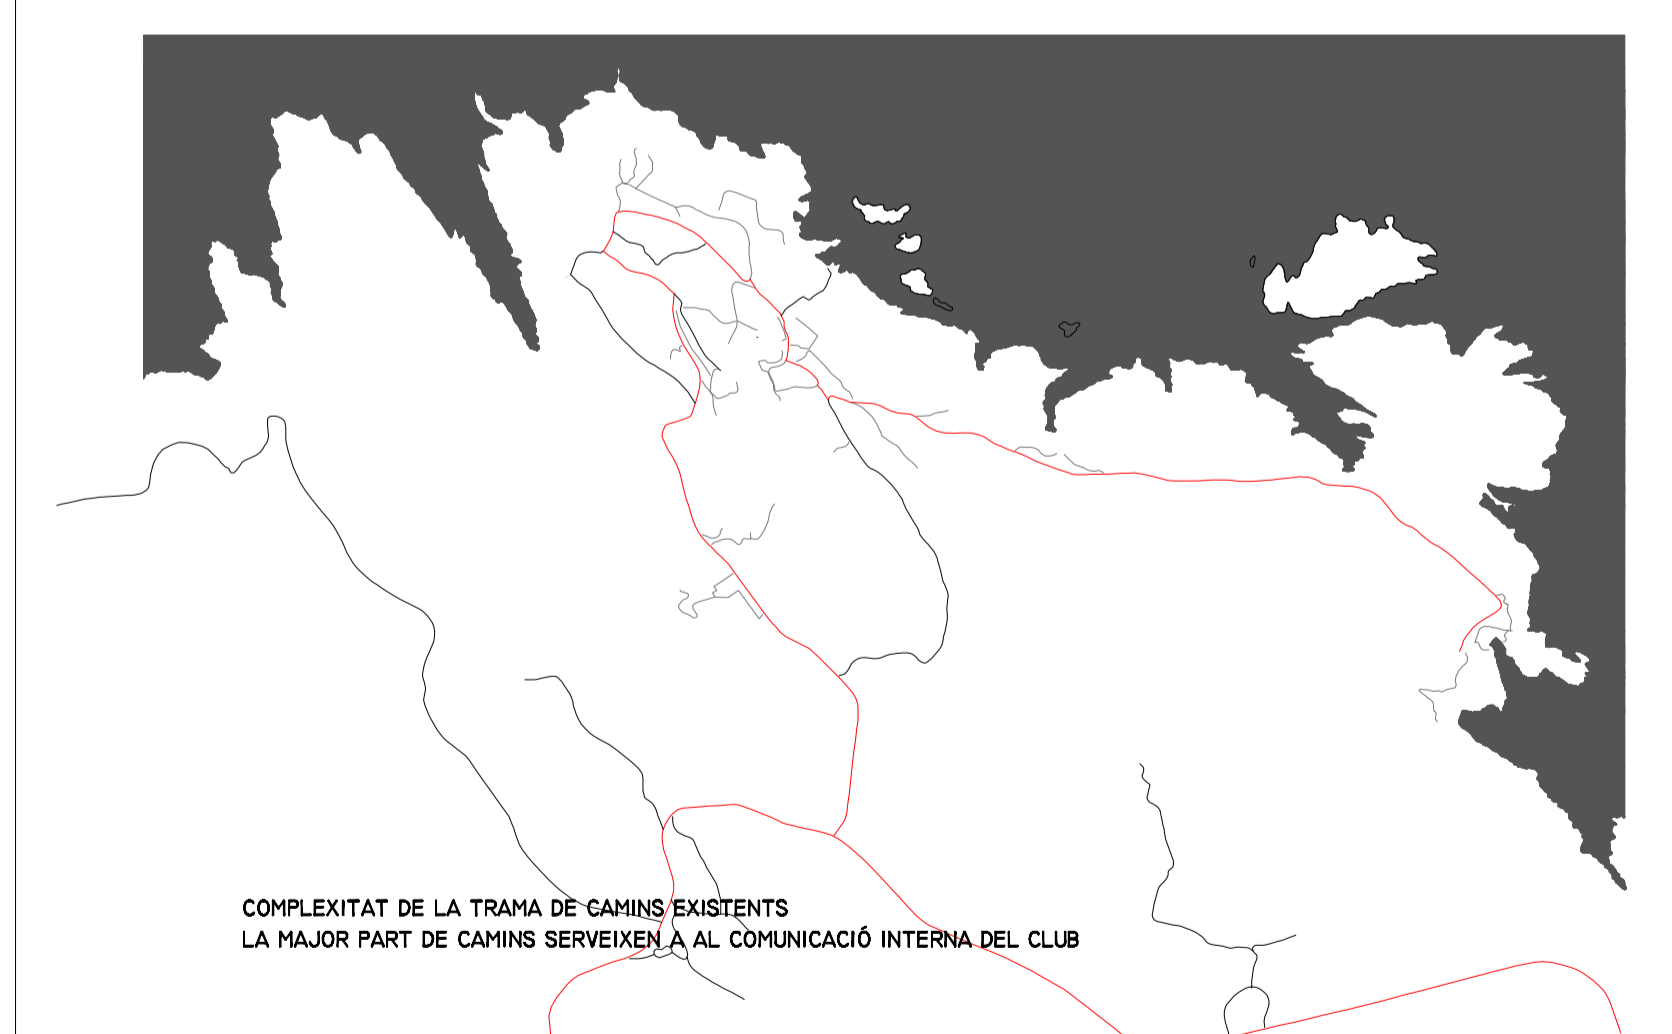 COMPLEXITAT DE LA TRAMA DE CAMINS EXISTENTS
LA MAJOR PART DE CAMINS SERVEIXEN A AL COMUNICACIÓ INTERNA DEL CLUB